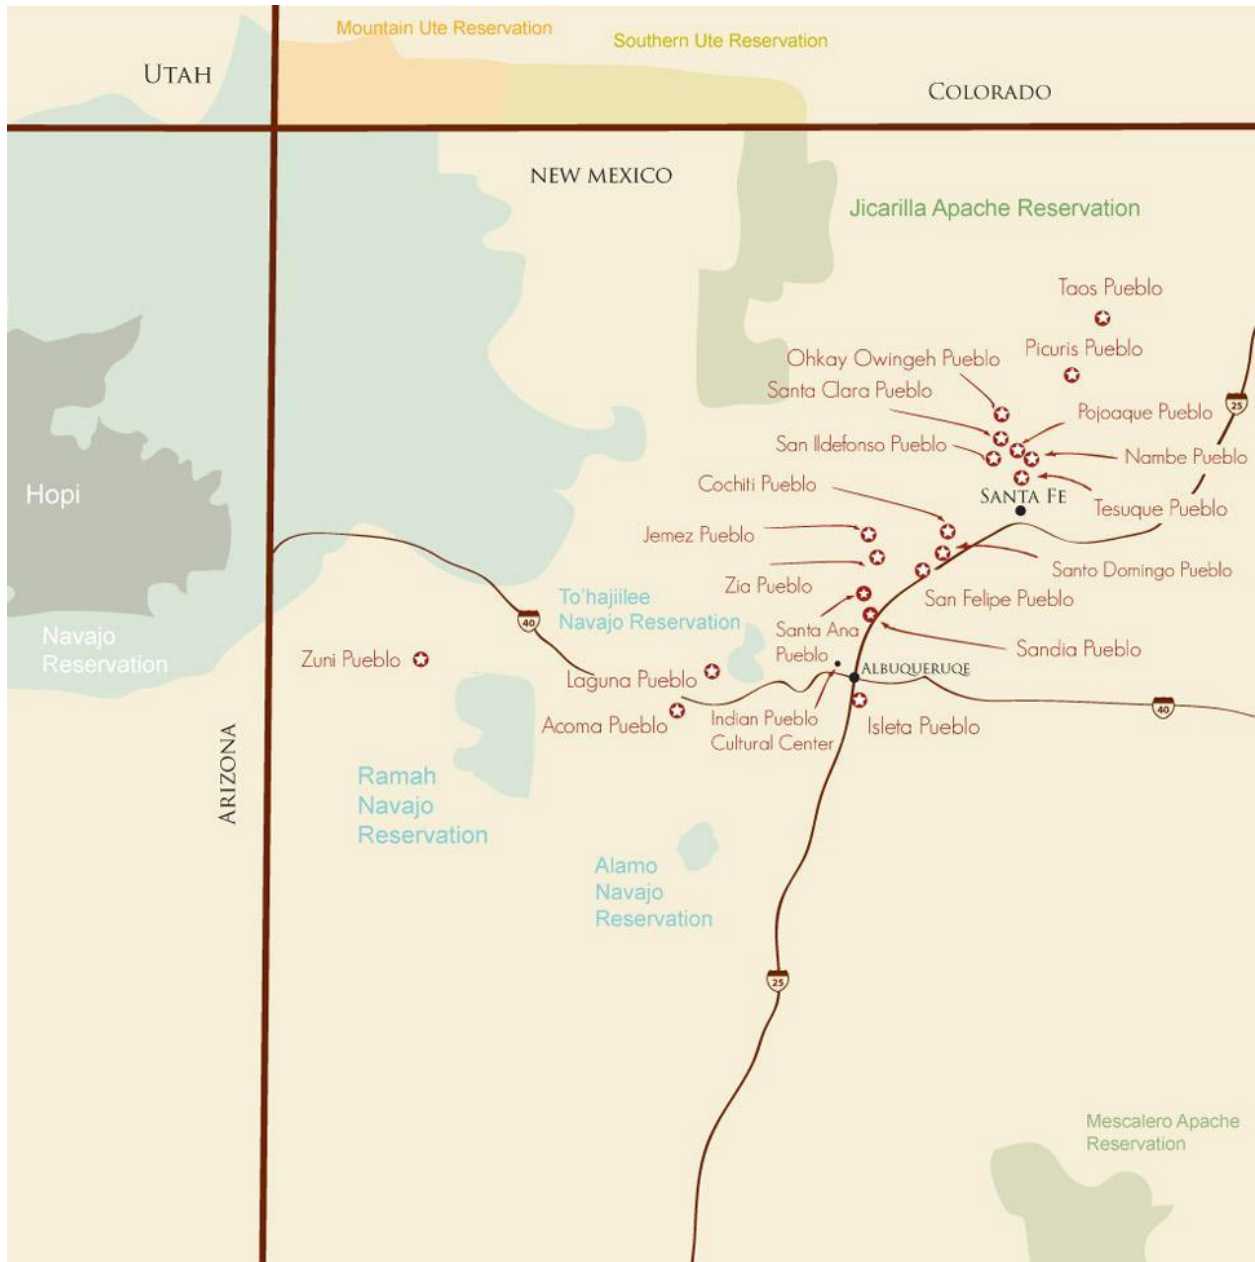 Mountain Ute Reservation
Southern Ute Reservation
UTAH
COLORADO
NEW MEXICO
Jicarilla Apache Reservation
Taos Pueblo
Picuris Pueblo
Ohkay Owingeh Pueblo
Santa Clara Pueblo
25
Pojoaque Pueblo
San Ildefonso Pueblo
Nambe Pueblo
Cochiti Pueblo
Hopi
SANTA FE
Tesuque Pueblo
Jemez Pueblo
Santo Domingo Pueblo
Zia Pueblo
To'hajiilee
Navajo Reservation
San Felipe Pueblo
40
Santa Ana
Pueblo
Navajo
Reservation
Sandia Pueblo
Zuni Pueblo
ALBUQUERUQE
Laguna Pueblo
40
Acoma Pueblo
Indian Pueblo
Cultural Center
Isleta Pueblo
ARIZONA
Ramah
Navajo
Reservation
Alamo
Navajo
Reservation
25
Mescalero Apache
Reservation